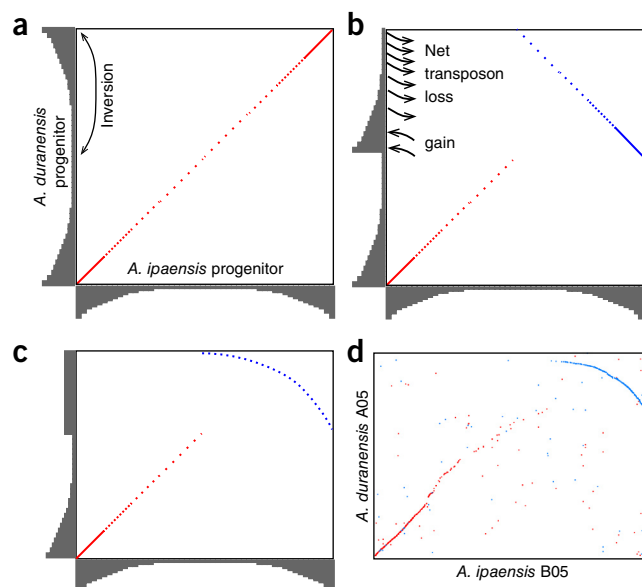 a
Inversion
A. duranensis
progenitor
A. ipaensis progenitor
b
Net
transposon
loss
gain
c
d
A. duranensis A05
A. ipaensis B05